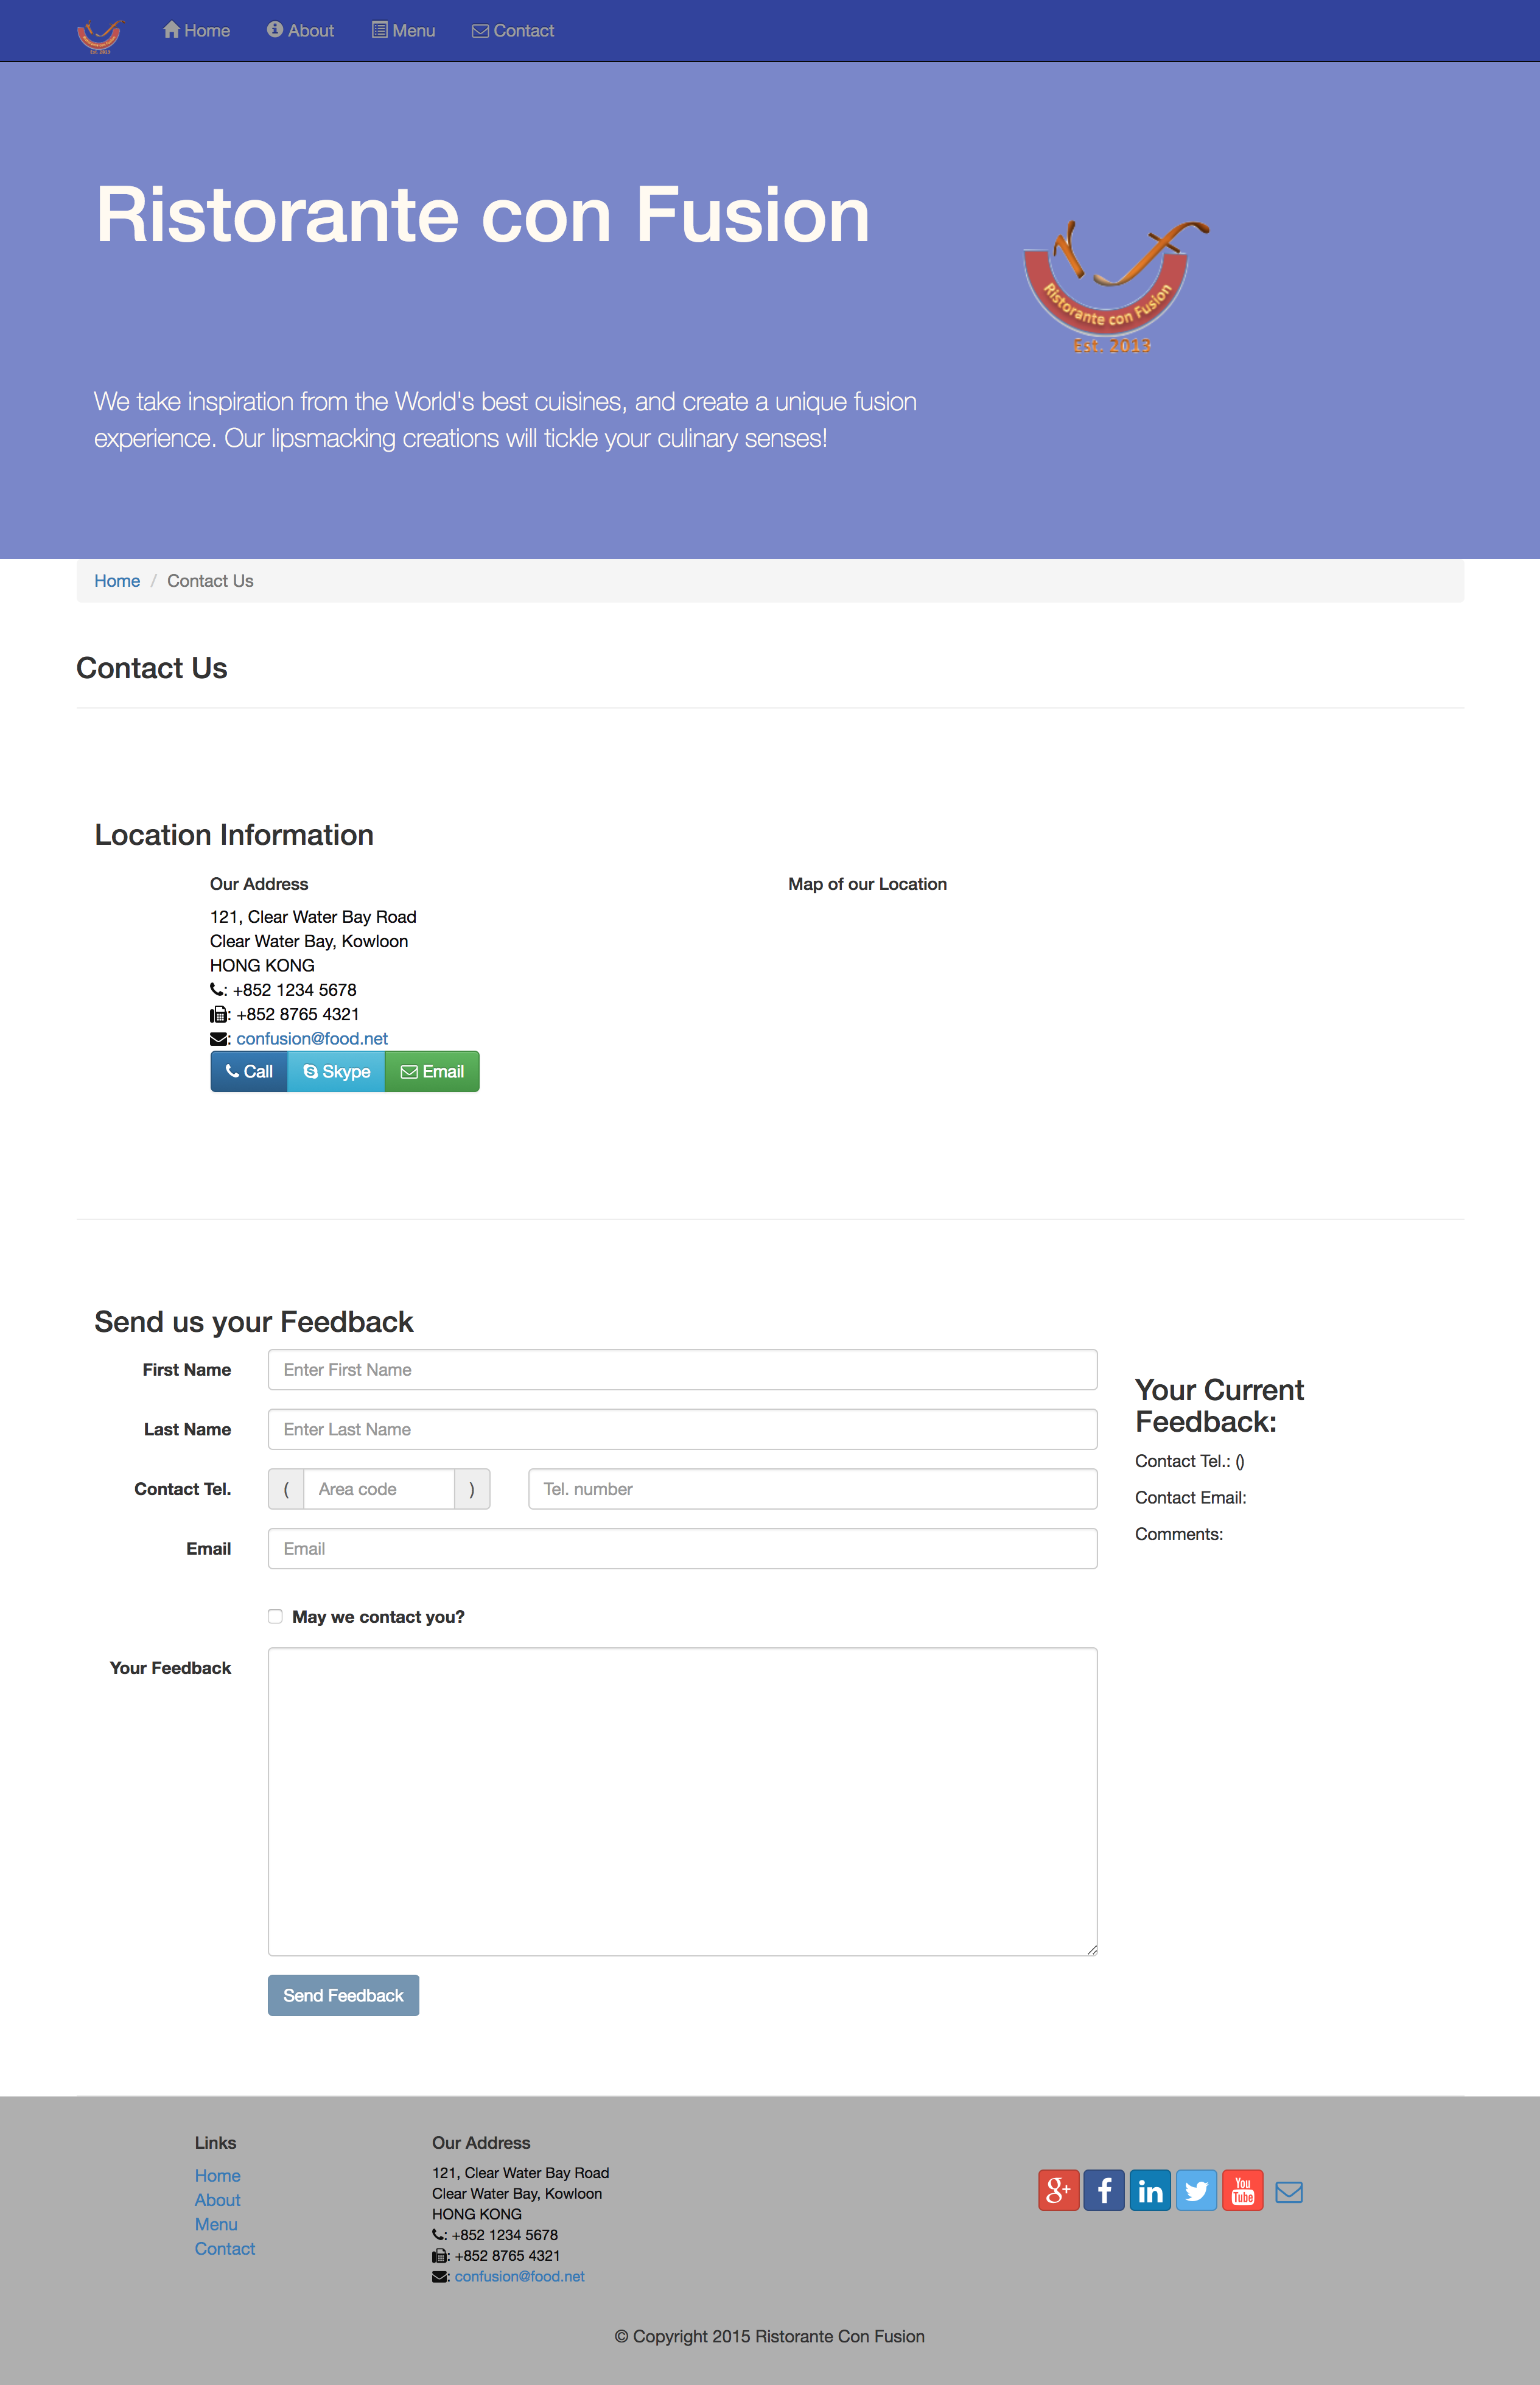 Home
About
Menu
Contact
Ristorante con Fusion
Ristorante con Fusion
Est. 2013
We take inspiration from the World's best cuisines, and create a unique fusion
experience. Our lipsmacking creations will tickle your culinary senses!
Home / Contact Us
Contact Us
Location Information
Our Address
121, Clear Water Bay Road
Clear Water Bay, Kowloon
HONG KONG
: +852 1234 5678
: +852 8765 4321
: confusion@food.net
Call
Skype
Email
Map of our Location
Send us your Feedback
First Name
Enter First Name
Last Name
Enter Last Name
Contact Tel.
( Area code )
Tel. number
Email
Email
May we contact you?
Your Feedback
Send Feedback
Your Current
Feedback:
Contact Tel.: ()
Contact Email:
Comments:
Links
Home
About
Menu
Contact
Our Address
121, Clear Water Bay Road
Clear Water Bay, Kowloon
HONG KONG
: +852 1234 5678
: +852 8765 4321
: confusion@food.net
g+
f
in
You
Tube
© Copyright 2015 Ristorante Con Fusion